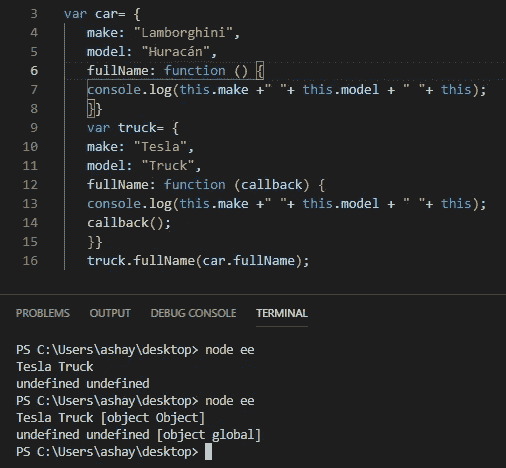 3 var car= {
4 make: "Lamborghini",
5 model: "Huracán",
6 fullName: function () {
7 console.log(this.make +" "+ this.model + " "+ this);
8 }}
9 var truck= {
10 make: "Tesla",
11 model: "Truck",
12 fullName: function (callback) {
13 console.log(this.make +" "+ this.model + " "+ this);
14 callback();
15 }}
16 truck.fullName(car.fullName);
PROBLEMS OUTPUT DEBUG CONSOLE TERMINAL
PS C:\Users\ashay\desktop> node ee
Tesla Truck
undefined undefined
PS C:\Users\ashay\desktop> node ee
Tesla Truck [object Object]
undefined undefined [object global]
PS C:\Users\ashay\desktop>